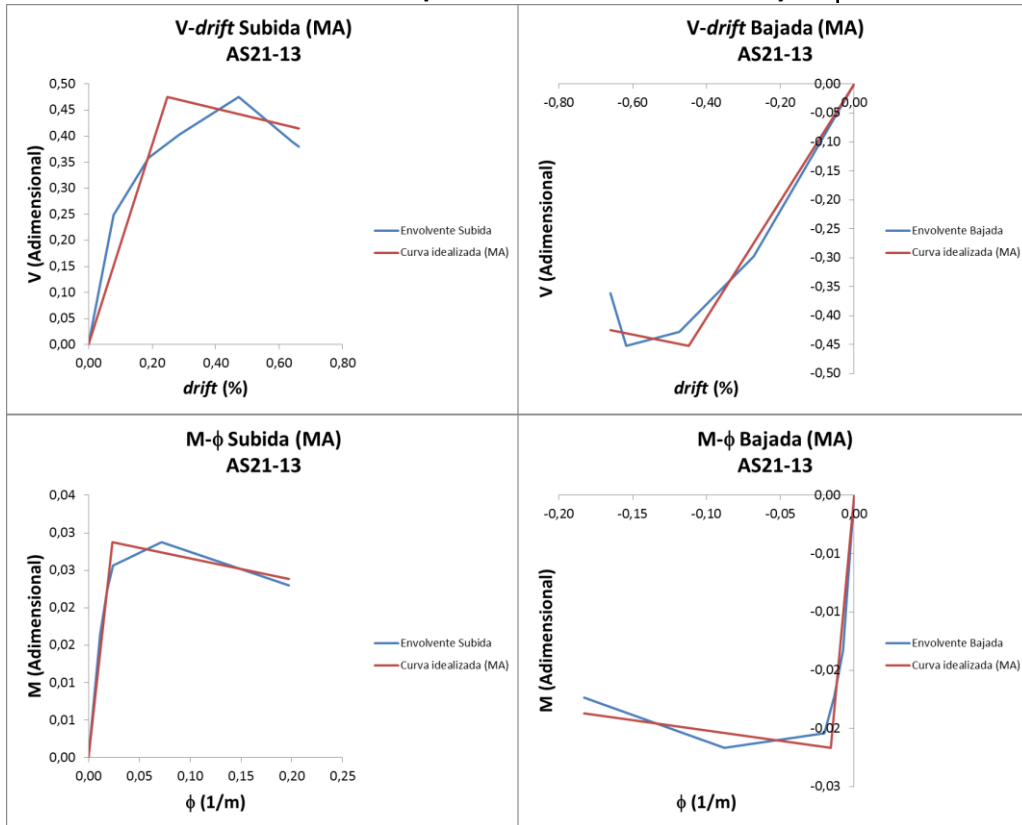 V-drift Subida (MA)
AS21-13
0,50
0,45
0,40
0,35
0,30
0,25
0,20
0,15
0,10
0,05
0,00
V (Adimensional)
0,00 0,20 0,40 0,60 0,80
drift (%)
Envolvente Subida
Curva idealizada (MA)
V-drift Bajada (MA)
AS21-13
-0,80 -0,60 -0,40 -0,20 0,00
0,00
-0,05
-0,10
-0,15
-0,20
-0,25
-0,30
-0,35
-0,40
-0,45
-0,50
V (Adimensional)
drift (%)
Envolvente Bajada
Curva idealizada (MA)
M-ϕ Subida (MA)
AS21-13
0,04
0,03
0,03
0,02
0,02
0,01
0,01
0,00
M (Adimensional)
0,00 0,05 0,10 0,15 0,20 0,25
ϕ (1/m)
Envolvente Subida
Curva idealizada (MA)
M-ϕ Bajada (MA)
AS21-13
-0,20 -0,15 -0,10 -0,05 0,00
0,00
-0,01
-0,01
-0,02
-0,02
-0,03
M (Adimensional)
ϕ (1/m)
Envolvente Bajada
Curva idealizada (MA)